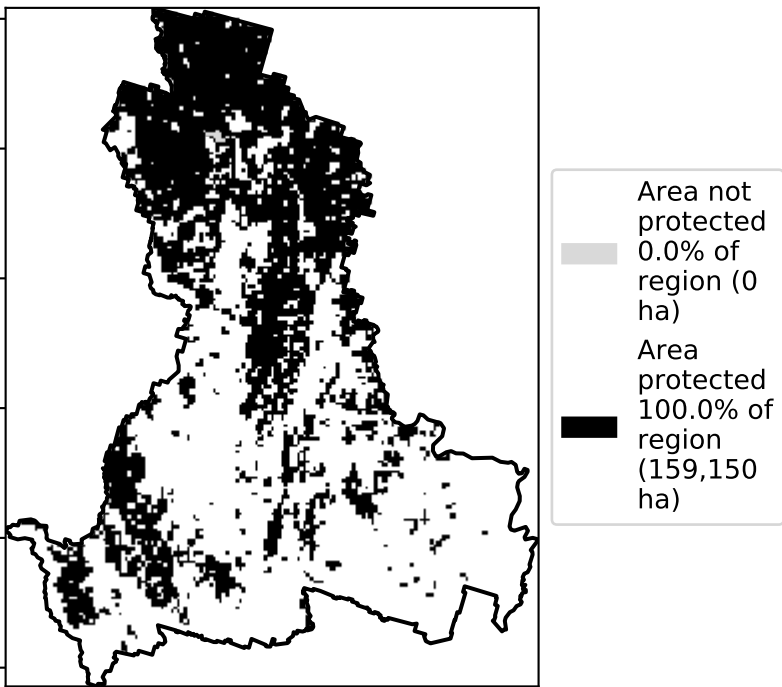 Area not
protected
0.0% of
region (0
ha)
Area
protected
100.0% of
region
(159,150
ha)